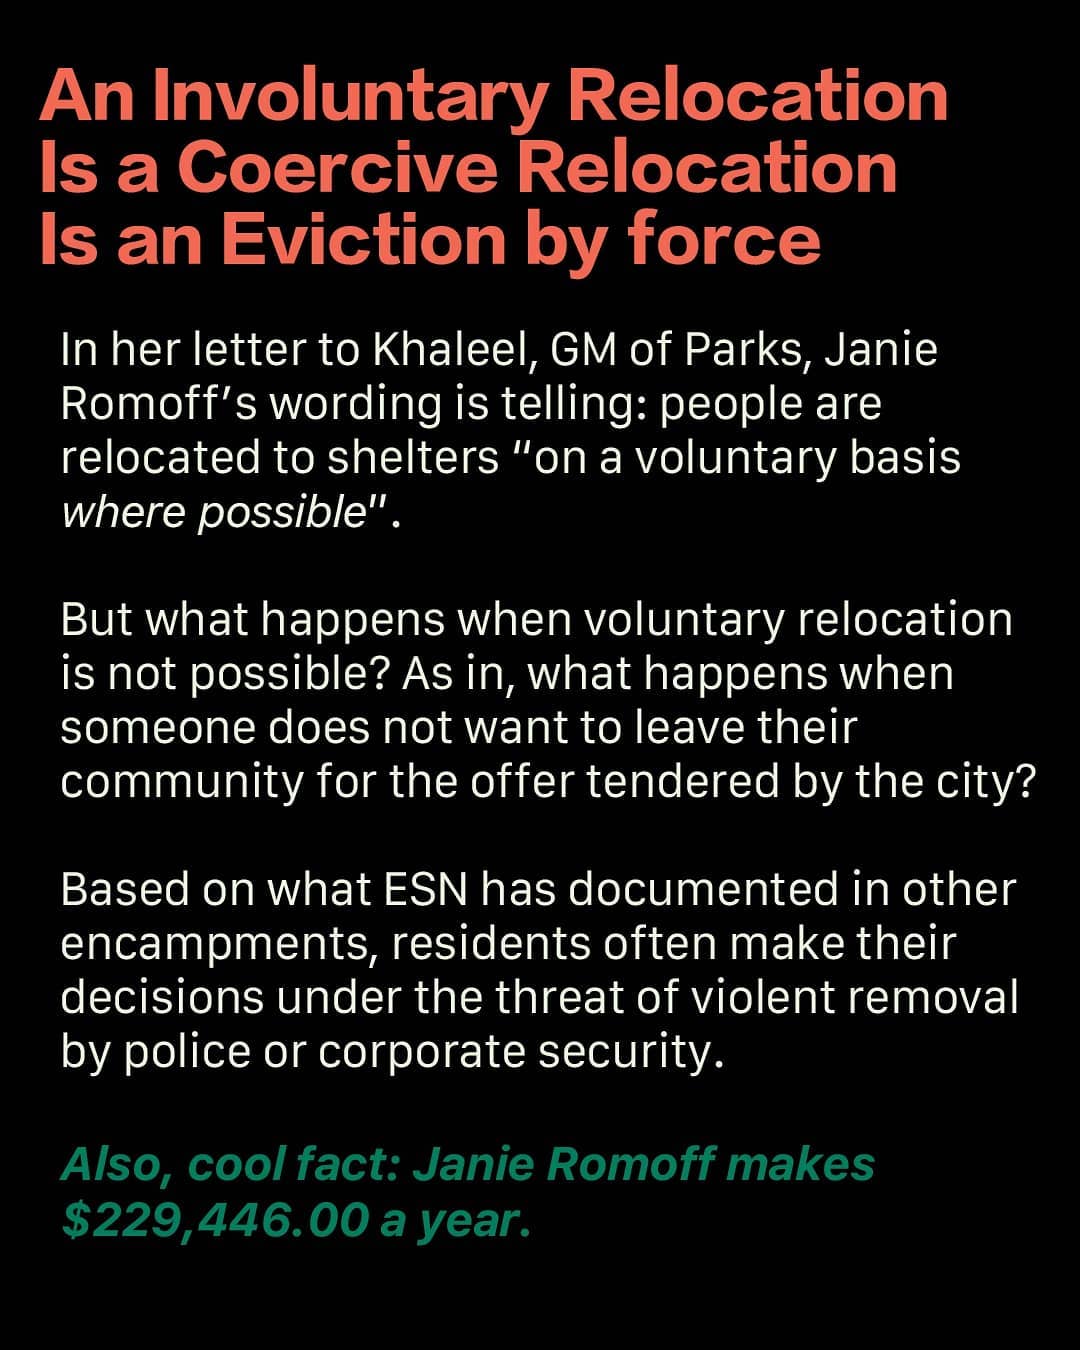 An Involuntary Relocation
Is a Coercive Relocation
Is an Eviction by force
In her letter to Khaleel, GM of Parks, Janie
Romoff’s wording is telling: people are
relocated to shelters “on a voluntary basis
where possible”.
But what happens when voluntary relocation
is not possible? As in, what happens when
someone does not want to leave their
community for the offer tendered by the city?
Based on what ESN has documented in other
encampments, residents often make their
decisions under the threat of violent removal
by police or corporate security.
Also, cool fact: Janie Romoff makes
$229,446.00 a year.